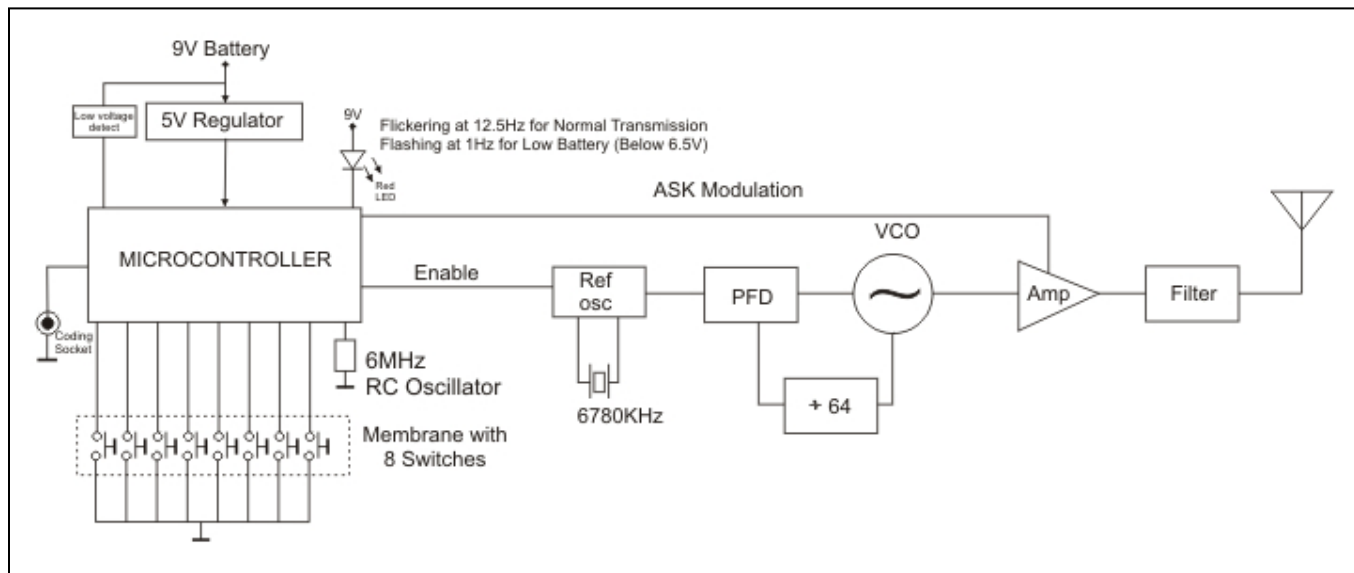 9V Battery
Low voltage
detect
5V Regulator
9V
Flickering at 12.5Hz for Normal Transmission
Flashing at 1Hz for Low Battery (Below 6.5V)
Red
LED
ASK Modulation
MICROCONTROLLER
Enable
Ref
osc
PFD
VCO
Amp
Filter
Coding
Socket
6MHz
RC Oscillator
6780KHz
÷ 64
Membrane with
8 Switches